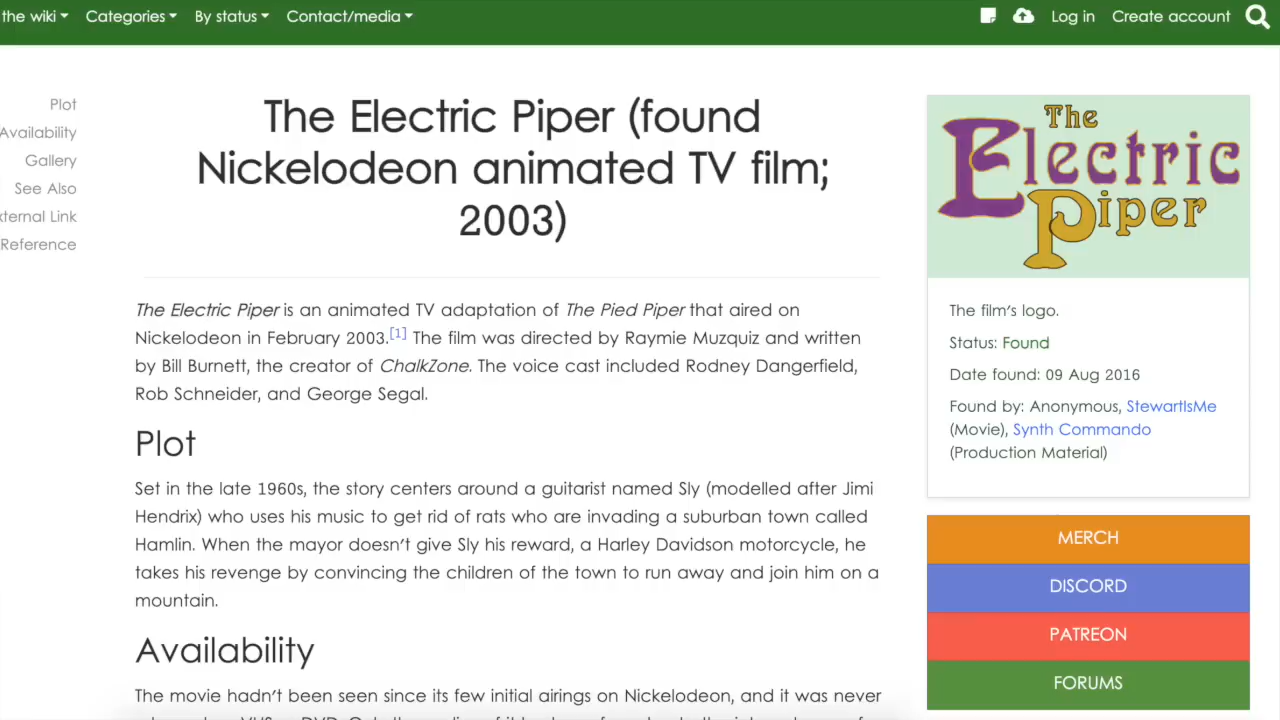 the wiki Categories By status Contact/media Log in Create account
Plot
Availability
Gallery
See Also
xternal Link
Reference
The Electric Piper (found
Nickelodeon animated TV film;
2003)
The Electric Piper is an animated TV adaptation of The Pied Piper that aired on
Nickelodeon in February 2003.[1] The film was directed by Raymie Muzquiz and written
by Bill Burnett, the creator of ChalkZone. The voice cast included Rodney Dangerfield,
Rob Schneider, and George Segal.
Plot
Set in the late 1960s, the story centers around a guitarist named Sly (modelled after Jimi
Hendrix) who uses his music to get rid of rats who are invading a suburban town called
Hamlin. When the mayor doesn't give Sly his reward, a Harley Davidson motorcycle, he
takes his revenge by convincing the children of the town to run away and join him on a
mountain.
Availability
The movie hadn't been seen since its few initial airings on Nickelodeon, and it was never
The
Electric
Piper
The film's logo.
Status: Found
Date found: 09 Aug 2016
Found by: Anonymous, StewartIsMe
(Movie), Synth Commando
(Production Material)
MERCH
DISCORD
PATREON
FORUMS